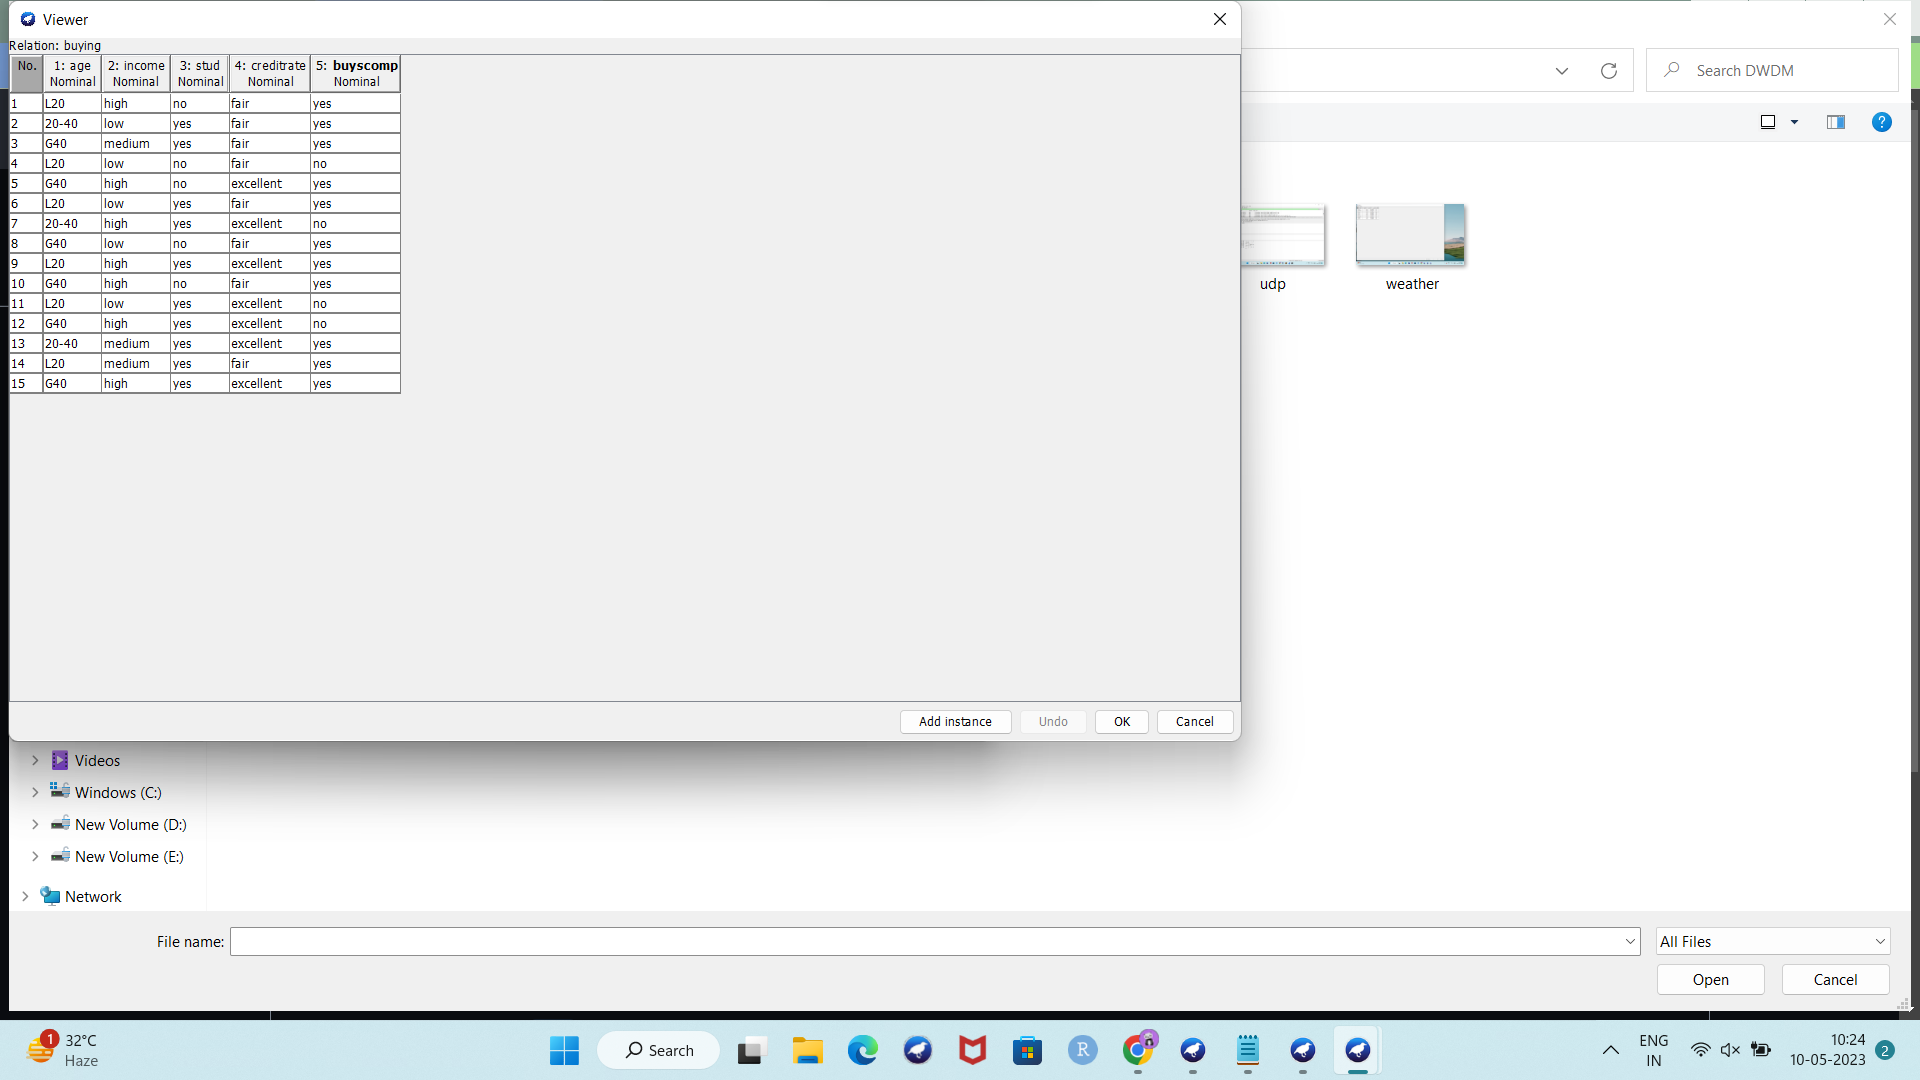 Viewer
Relation: buying
No. 1: age 2: income 3: stud 4: creditrate 5: buyscomp
Nominal Nominal Nominal Nominal Nominal
1 L20 high no fair yes
2 20-40 low yes fair yes
3 G40 medium yes fair yes
4 L20 low no fair no
5 G40 high no excellent yes
6 L20 low yes fair yes
7 20-40 high yes excellent no
8 G40 low no fair yes
9 L20 high yes excellent yes
10 G40 high no fair yes
11 L20 low yes excellent no
12 G40 high yes excellent no
13 20-40 medium yes excellent yes
14 L20 medium yes fair yes
15 G40 high yes excellent yes
Add instance Undo OK Cancel
Search DWDM
?
udp weather
Videos
Windows (C:)
New Volume (D:)
New Volume (E:)
Network
File name: All Files
Open Cancel
1 32°C
Haze
Search
R
ENG
IN
10:24
10-05-2023 2